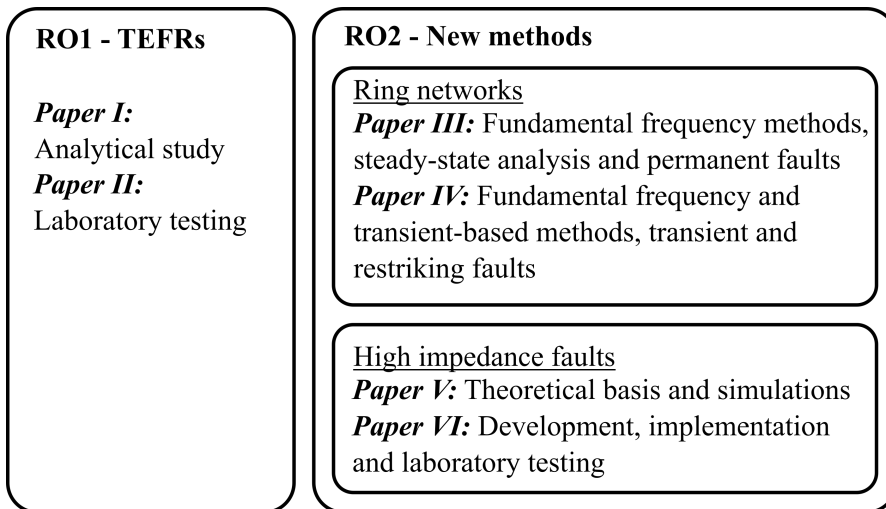 RO1 - TEFRs
Paper I:
Analytical study
Paper II:
Laboratory testing
RO2 - New methods
Ring networks
Paper III: Fundamental frequency methods,
steady-state analysis and permanent faults
Paper IV: Fundamental frequency and
transient-based methods, transient and
restriking faults
High impedance faults
Paper V: Theoretical basis and simulations
Paper VI: Development, implementation
and laboratory testing